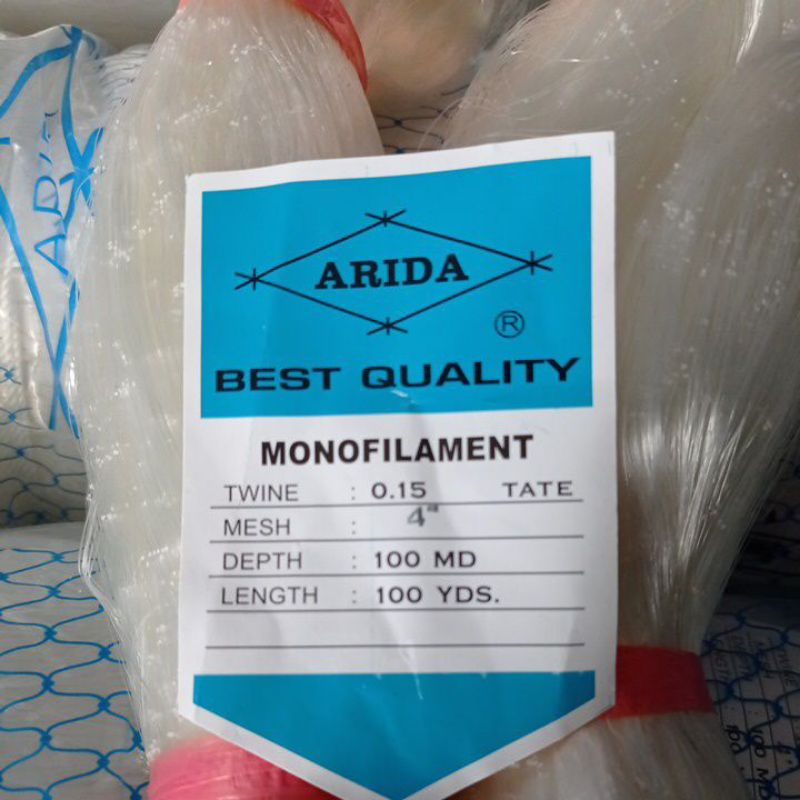 ARIDA
®
BEST QUALITY
MONOFILAMENT
TWINE : 0.15 TATE
MESH : 4"
DEPTH : 100 MD
LENGTH : 100 YDS.